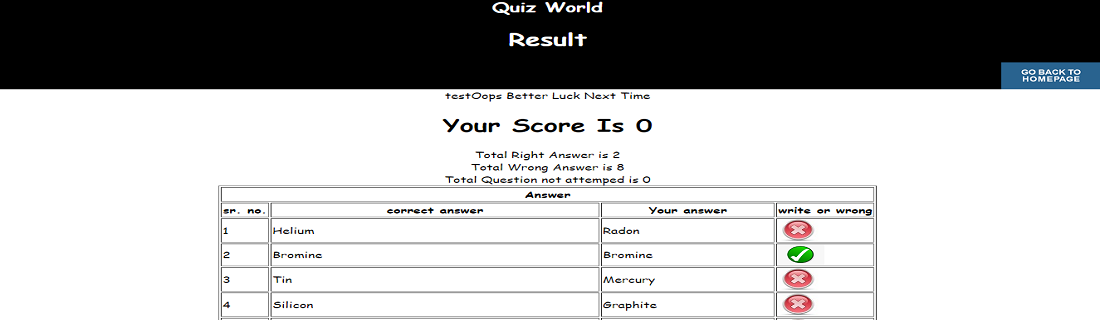 Quiz World
Result
GO BACK TO
HOMEPAGE
testOops Better Luck Next Time
Your Score Is 0
Total Right Answer is 2
Total Wrong Answer is 8
Total Question not attemped is 0
Answer
sr. no. correct answer Your answer write or wrong
1 Helium Radon
2 Bromine Bromine
3 Tin Mercury
4 Silicon Graphite